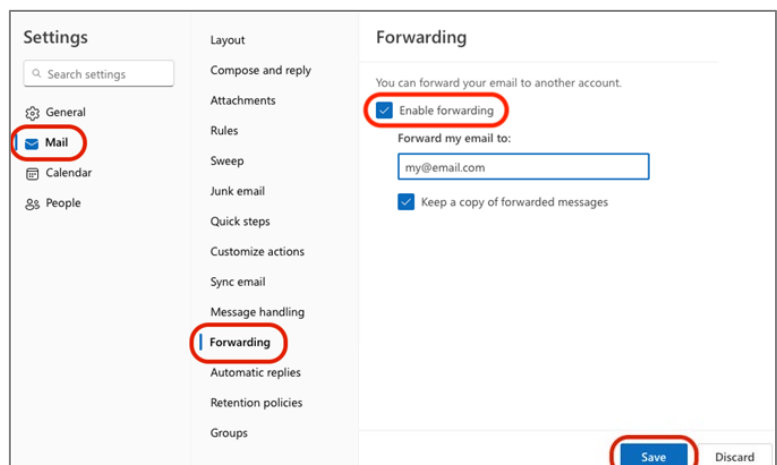 Settings
Search settings
General
Mail
Calendar
People
Layout
Compose and reply
Attachments
Rules
Sweep
Junk email
Quick steps
Customize actions
Sync email
Message handling
Forwarding
Automatic replies
Retention policies
Groups
Forwarding
You can forward your email to another account.
Enable forwarding
Forward my email to:
my@email.com
Keep a copy of forwarded messages
Save
Discard